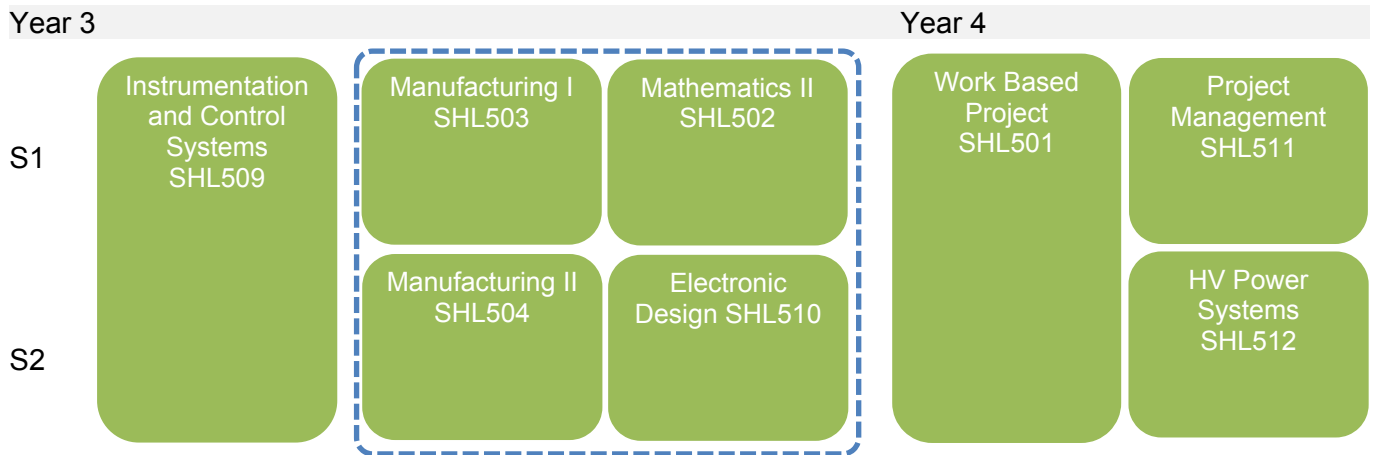 Year 3
Year 4
S1
Instrumentation
and Control
Systems
SHL509
Manufacturing I
SHL503
Mathematics II
SHL502
Work Based
Project
SHL501
Project
Management
SHL511
S2
Manufacturing II
SHL504
Electronic
Design SHL510
HV Power
Systems
SHL512